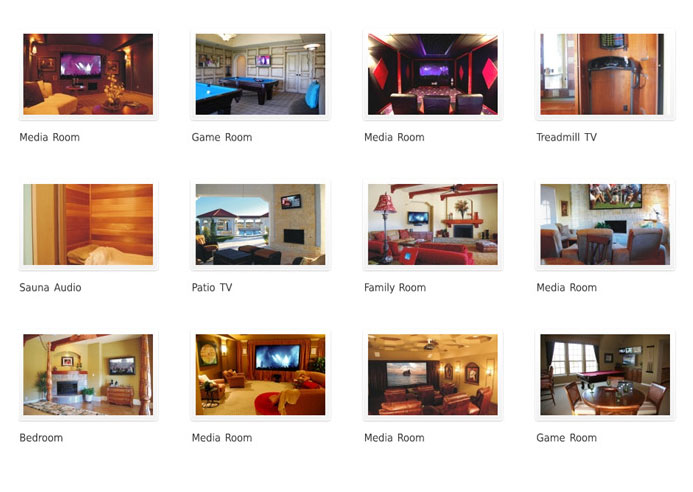 Media Room
Game Room
Media Room
Treadmill TV
Sauna Audio
Patio TV
Family Room
Media Room
Bedroom
Media Room
Media Room
Game Room